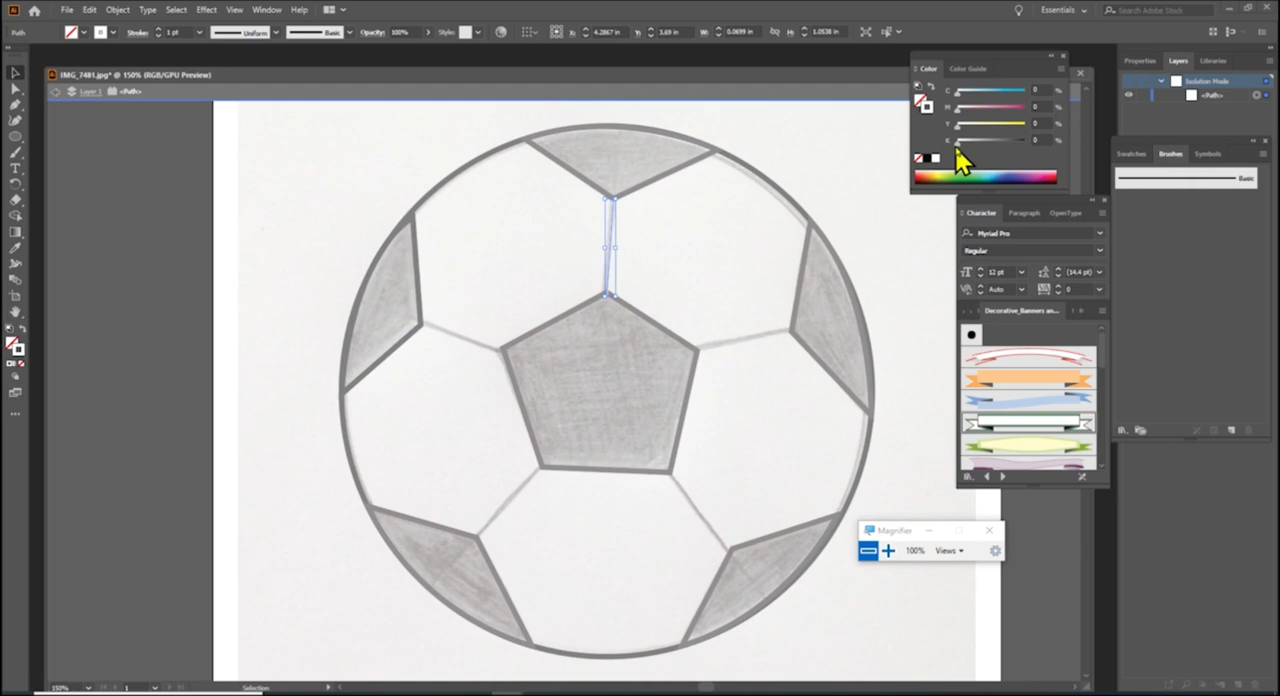 Ai File Edit Object Type Select Effect View Window Help Essentials Search Adobe Stock
Path Stroke: 1 pt Uniform Basic Opacity: 100% Style: X: 4.2867 in Y: 3.69 in W: 0.0699 in H: 1.0538 in
IMG_7481.jpg* @ 150% (RGB/GPU Preview)
Layer 1 <Path>
Color Color Guide
C 0 %
M 0 %
Y 0 %
K 0 %
Properties Layers Libraries
Isolation Mode
<Path>
Swatches Brushes Symbols
Basic
Character Paragraph OpenType
Myriad Pro
Regular
12 pt (14.4 pt)
Auto 0
Decorative_Banners an...
Magnifier
100% Views
150% 1 Selection